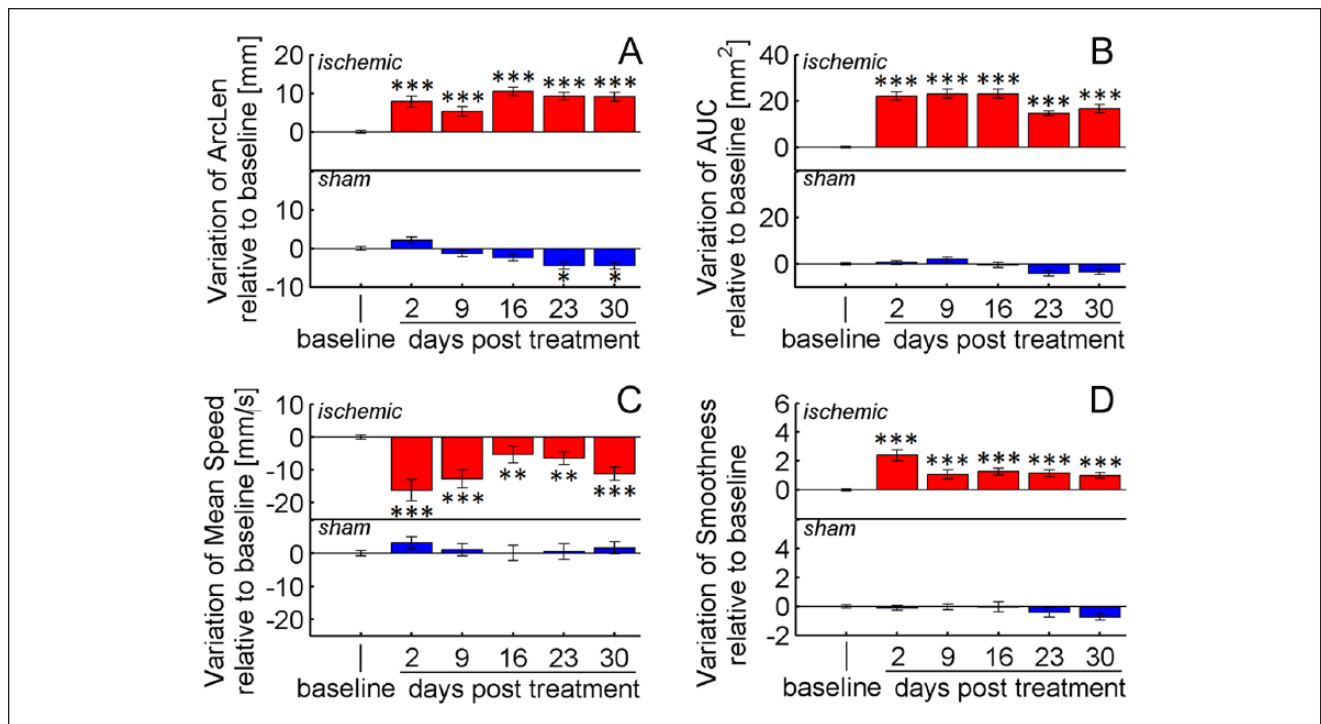 A
Variation of ArcLen
relative to baseline [mm]
20
ischemic
*** *** *** *** ***
10
0
sham
10
0
-10
* *
2 9 16 23 30
baseline days post treatment
B
Variation of AUC
relative to baseline [mm²]
40
ischemic
*** *** *** *** ***
20
0
sham
20
0
2 9 16 23 30
baseline days post treatment
C
Variation of Mean Speed
relative to baseline [mm/s]
10
ischemic
0
-10
-20
*** *** ** ** ***
sham
0
-10
-20
2 9 16 23 30
baseline days post treatment
D
Variation of Smoothness
relative to baseline
6
ischemic
4
*** *** *** *** ***
2
0
sham
4
2
0
-2
2 9 16 23 30
baseline days post treatment